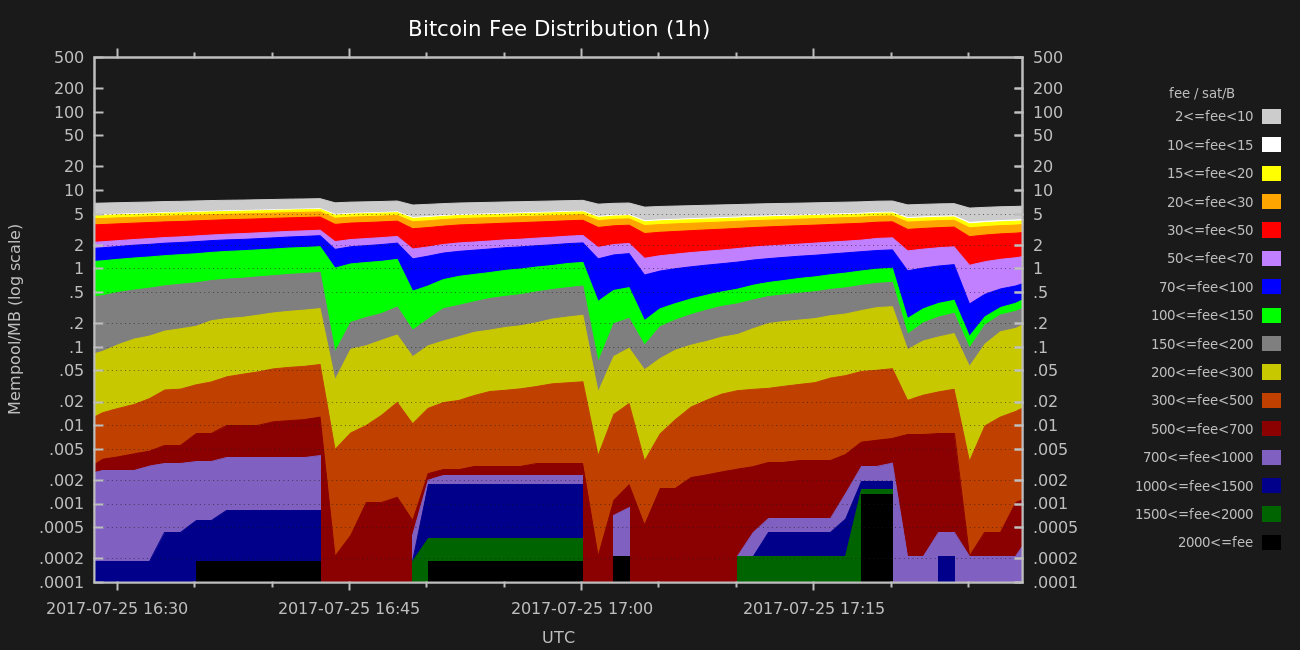 Bitcoin Fee Distribution (1h)
500
200
100
50
20
10
5
2
1
.5
.2
.1
.05
.02
.01
.005
.002
.001
.0005
.0002
.0001
Mempool/MB (log scale)
500
200
100
50
20
10
5
2
1
.5
.2
.1
.05
.02
.01
.005
.002
.001
.0005
.0002
.0001
fee / sat/B
2<=fee<10
10<=fee<15
15<=fee<20
20<=fee<30
30<=fee<50
50<=fee<70
70<=fee<100
100<=fee<150
150<=fee<200
200<=fee<300
300<=fee<500
500<=fee<700
700<=fee<1000
1000<=fee<1500
1500<=fee<2000
2000<=fee
2017-07-25 16:30 2017-07-25 16:45 2017-07-25 17:00 2017-07-25 17:15
UTC